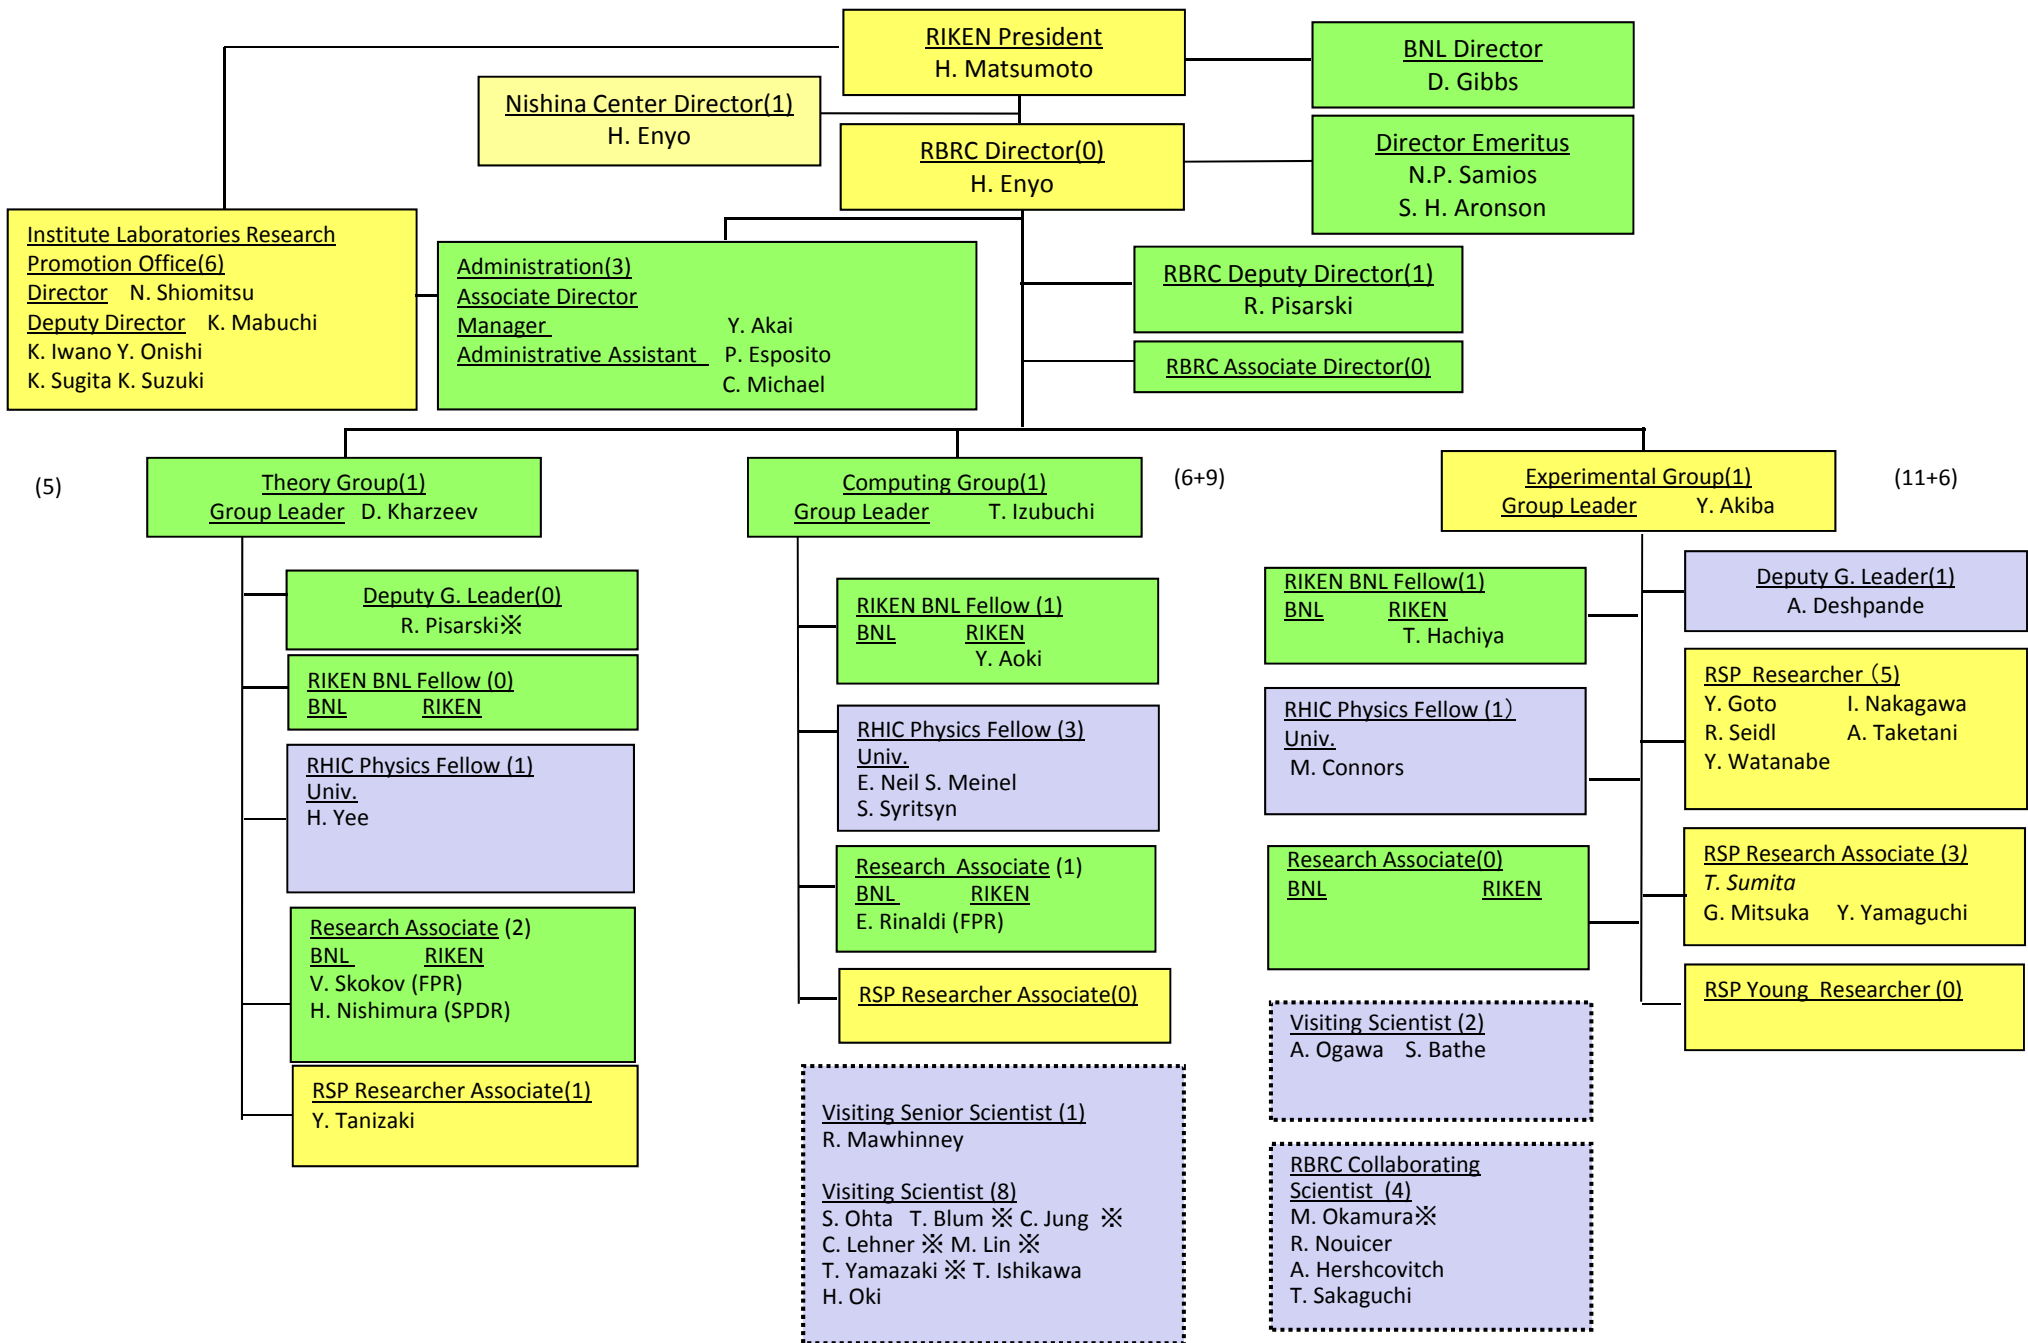 RIKEN President
H. Matsumoto
BNL Director
D. Gibbs
Nishina Center Director(1)
H. Enyo
RBRC Director(0)
H. Enyo
Director Emeritus
N.P. Samios
S. H. Aronson
Institute Laboratories Research
Promotion Office(6)
Director N. Shiomitsu
Deputy Director K. Mabuchi
K. Iwano Y. Onishi
K. Sugita K. Suzuki
Administration(3)
Associate Director
Manager Y. Akai
Administrative Assistant P. Esposito
C. Michael
RBRC Deputy Director(1)
R. Pisarski
RBRC Associate Director(0)
(5)
Theory Group(1)
Group Leader D. Kharzeev
Deputy G. Leader(0)
R. Pisarski※
RIKEN BNL Fellow (0)
BNL RIKEN
RHIC Physics Fellow (1)
Univ.
H. Yee
Research Associate (2)
BNL RIKEN
V. Skokov (FPR)
H. Nishimura (SPDR)
RSP Researcher Associate(1)
Y. Tanizaki
Computing Group(1)
Group Leader T. Izubuchi
(6+9)
RIKEN BNL Fellow (1)
BNL RIKEN
Y. Aoki
RHIC Physics Fellow (3)
Univ.
E. Neil S. Meinel
S. Syritsyn
Research Associate (1)
BNL RIKEN
E. Rinaldi (FPR)
RSP Researcher Associate(0)
Visiting Senior Scientist (1)
R. Mawhinney
Visiting Scientist (8)
S. Ohta T. Blum ※ C. Jung ※
C. Lehner ※ M. Lin ※
T. Yamazaki ※ T. Ishikawa
H. Oki
Experimental Group(1)
Group Leader Y. Akiba
(11+6)
RIKEN BNL Fellow(1)
BNL RIKEN
T. Hachiya
RHIC Physics Fellow (1)
Univ.
M. Connors
Research Associate(0)
BNL RIKEN
Visiting Scientist (2)
A. Ogawa S. Bathe
RBRC Collaborating
Scientist (4)
M. Okamura※
R. Nouicer
A. Hershcovitch
T. Sakaguchi
Deputy G. Leader(1)
A. Deshpande
RSP Researcher (5)
Y. Goto I. Nakagawa
R. Seidl A. Taketani
Y. Watanabe
RSP Research Associate (3)
T. Sumita
G. Mitsuka Y. Yamaguchi
RSP Young Researcher (0)